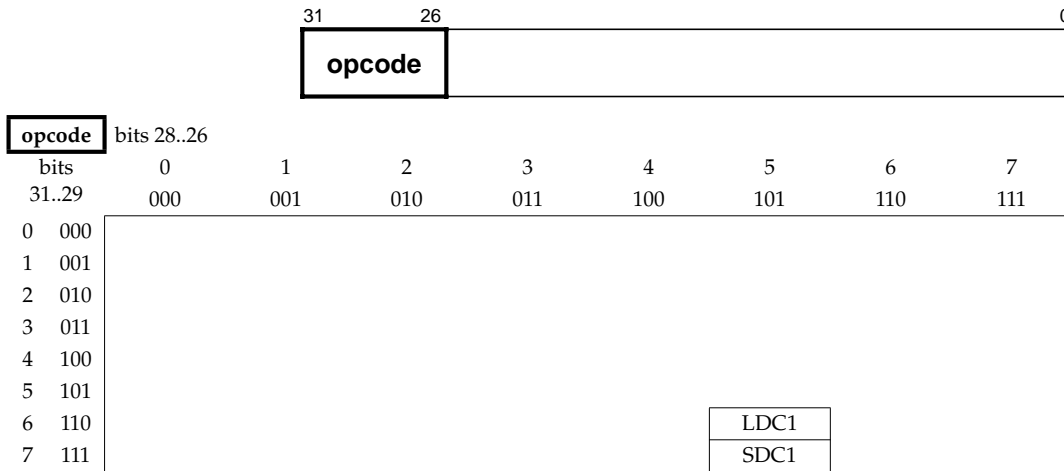 31 26 0
opcode
opcode bits 28..26
bits 0 1 2 3 4 5 6 7
31..29 000 001 010 011 100 101 110 111
0 000
1 001
2 010
3 011
4 100
5 101
6 110 LDC1
7 111 SDC1